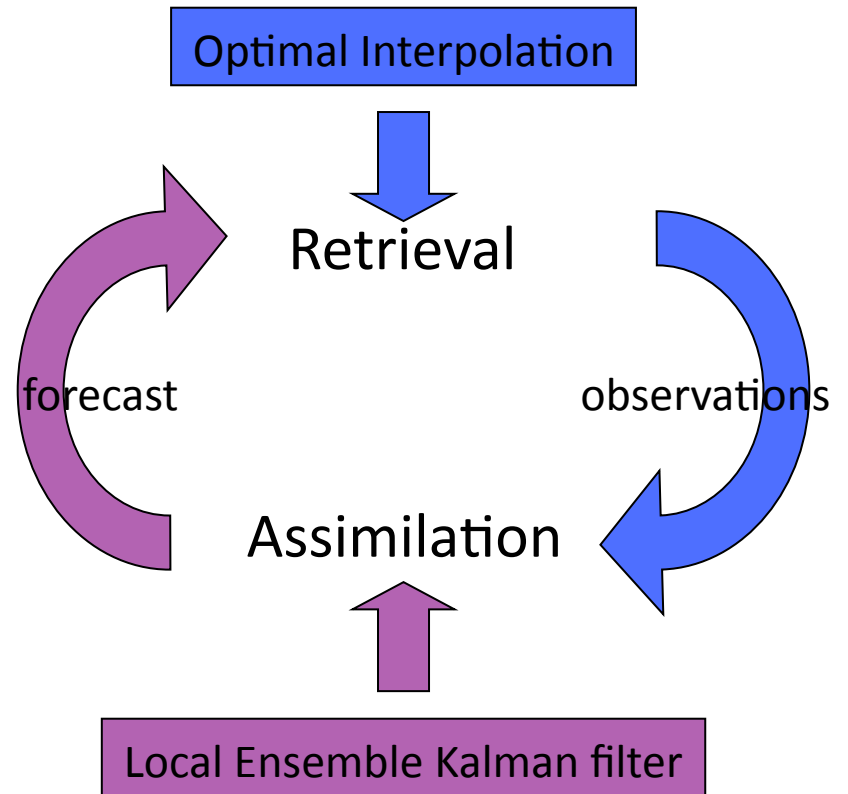 Optimal Interpolation
Retrieval
forecast
observations
Assimilation
Local Ensemble Kalman filter